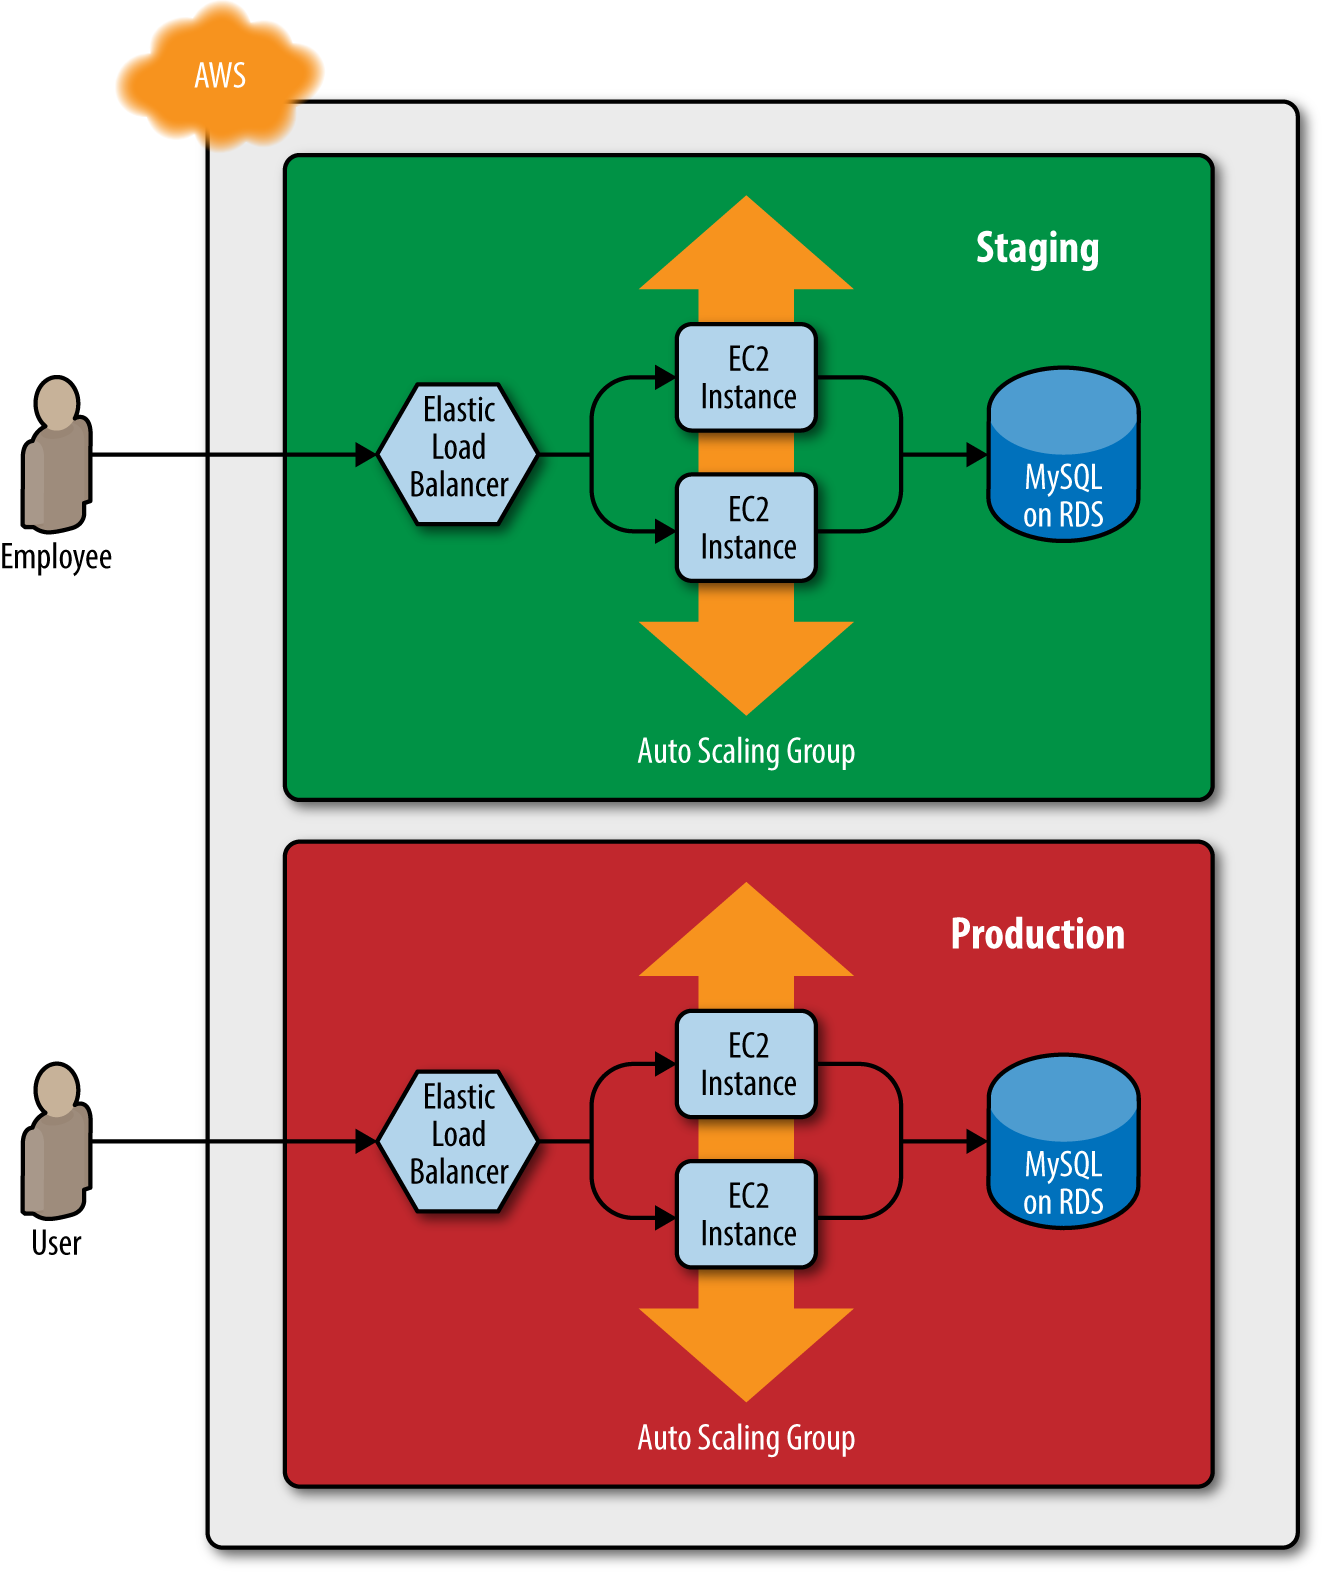 AWS
Staging
EC2
Instance
Elastic
Load
Balancer
EC2
Instance
MySQL
on RDS
Employee
Auto Scaling Group
Production
EC2
Instance
Elastic
Load
Balancer
EC2
Instance
MySQL
on RDS
User
Auto Scaling Group